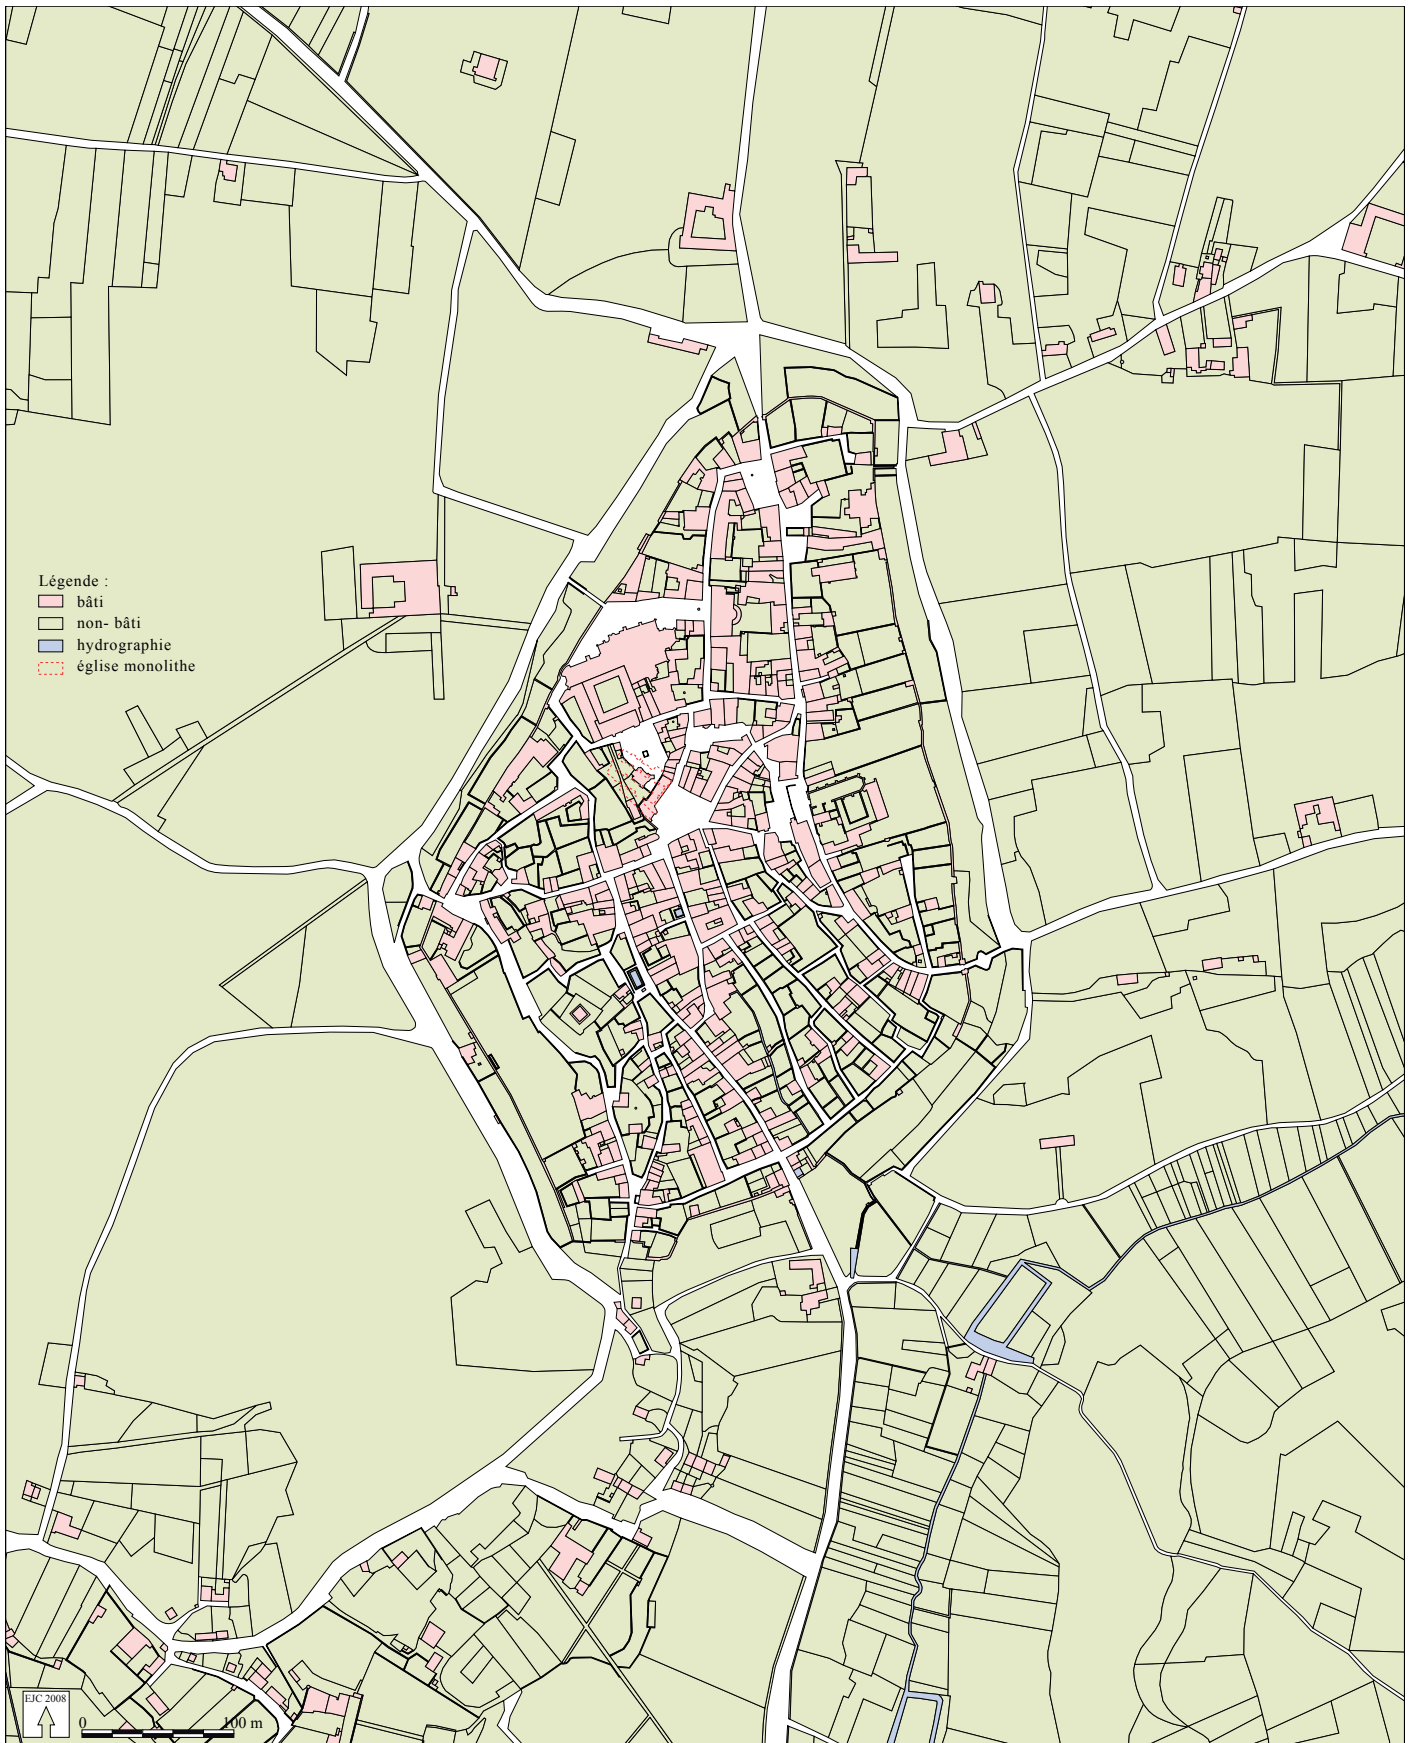 Légende :
bâti
non- bâti
hydrographie
église monolithe
EJC 2008
0 100 m